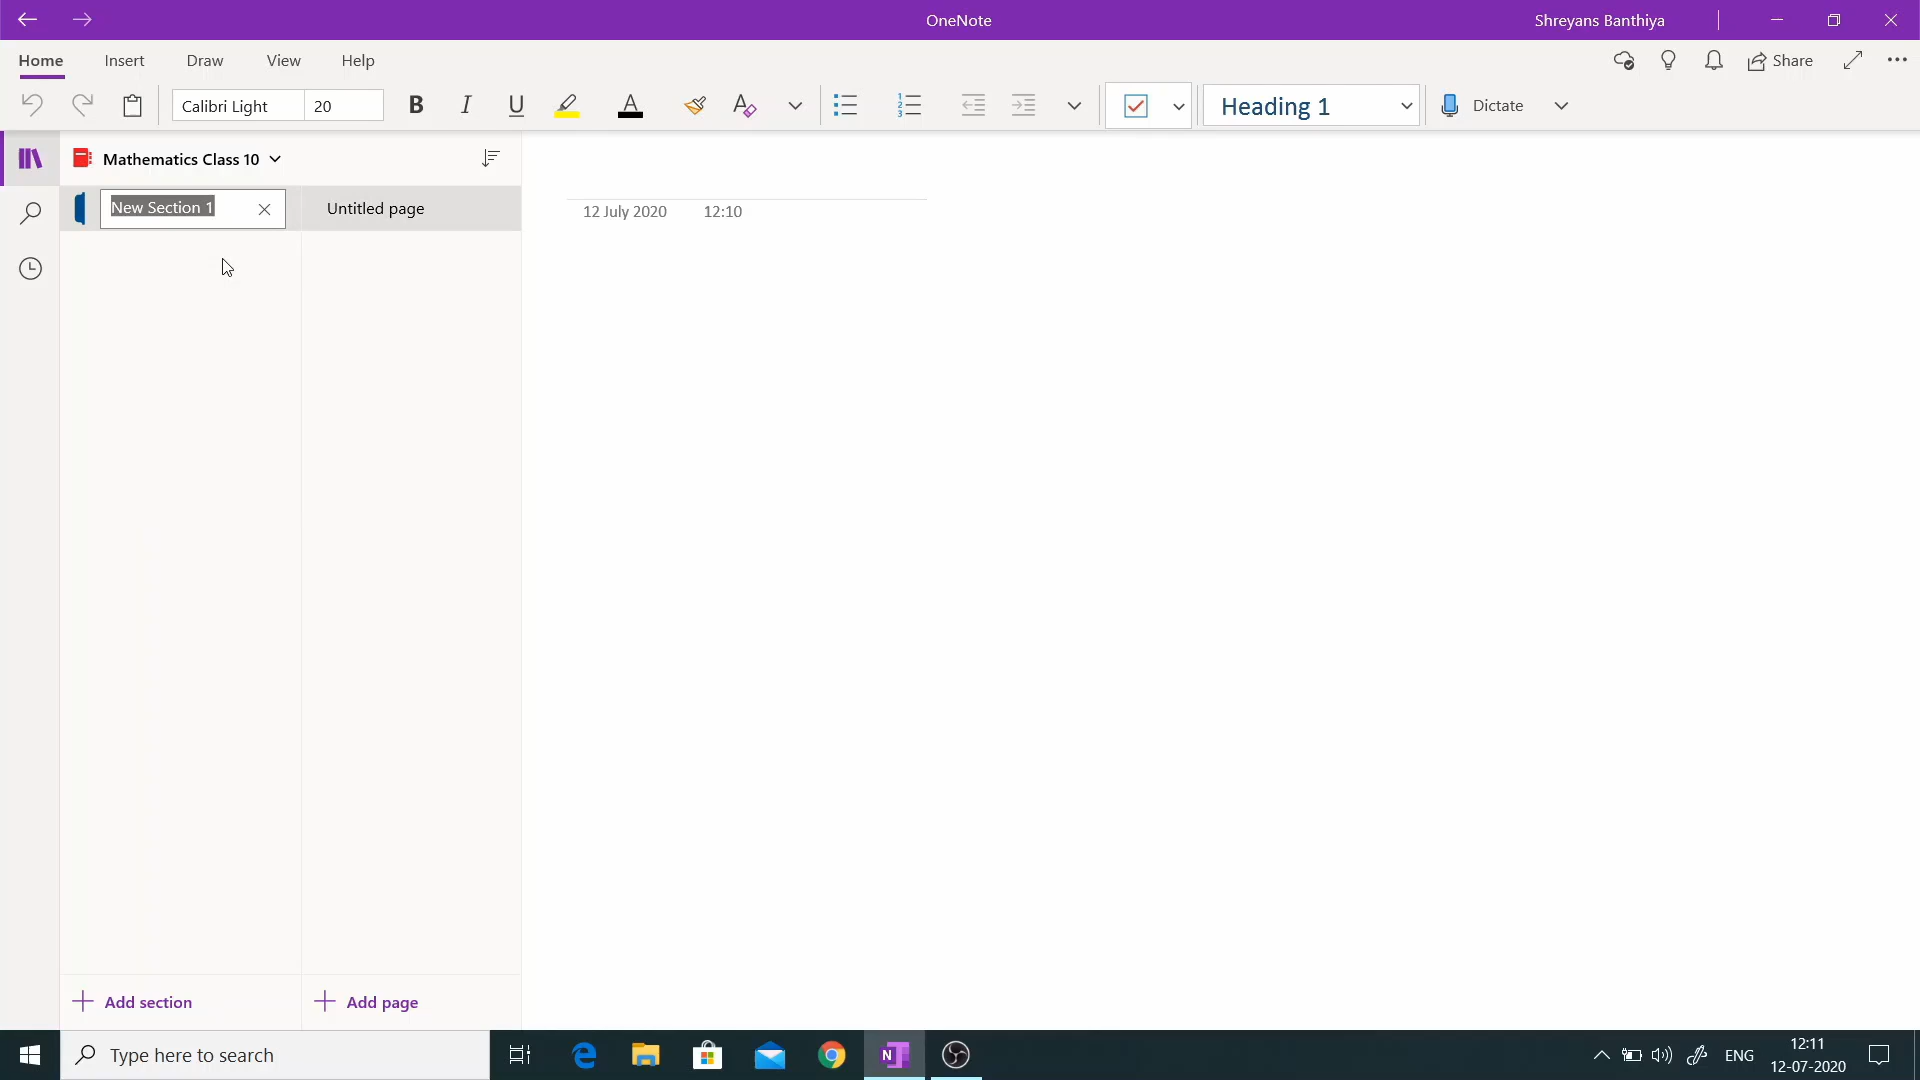 OneNote
Shreyans Banthiya
Home
Insert
Draw
View
Help
Share
Calibri Light
20
B
I
U
A
A
Heading 1
Dictate
Mathematics Class 10
New Section 1
Untitled page
12 July 2020
12:10
Add section
Add page
Type here to search
ENG
12:11
12-07-2020